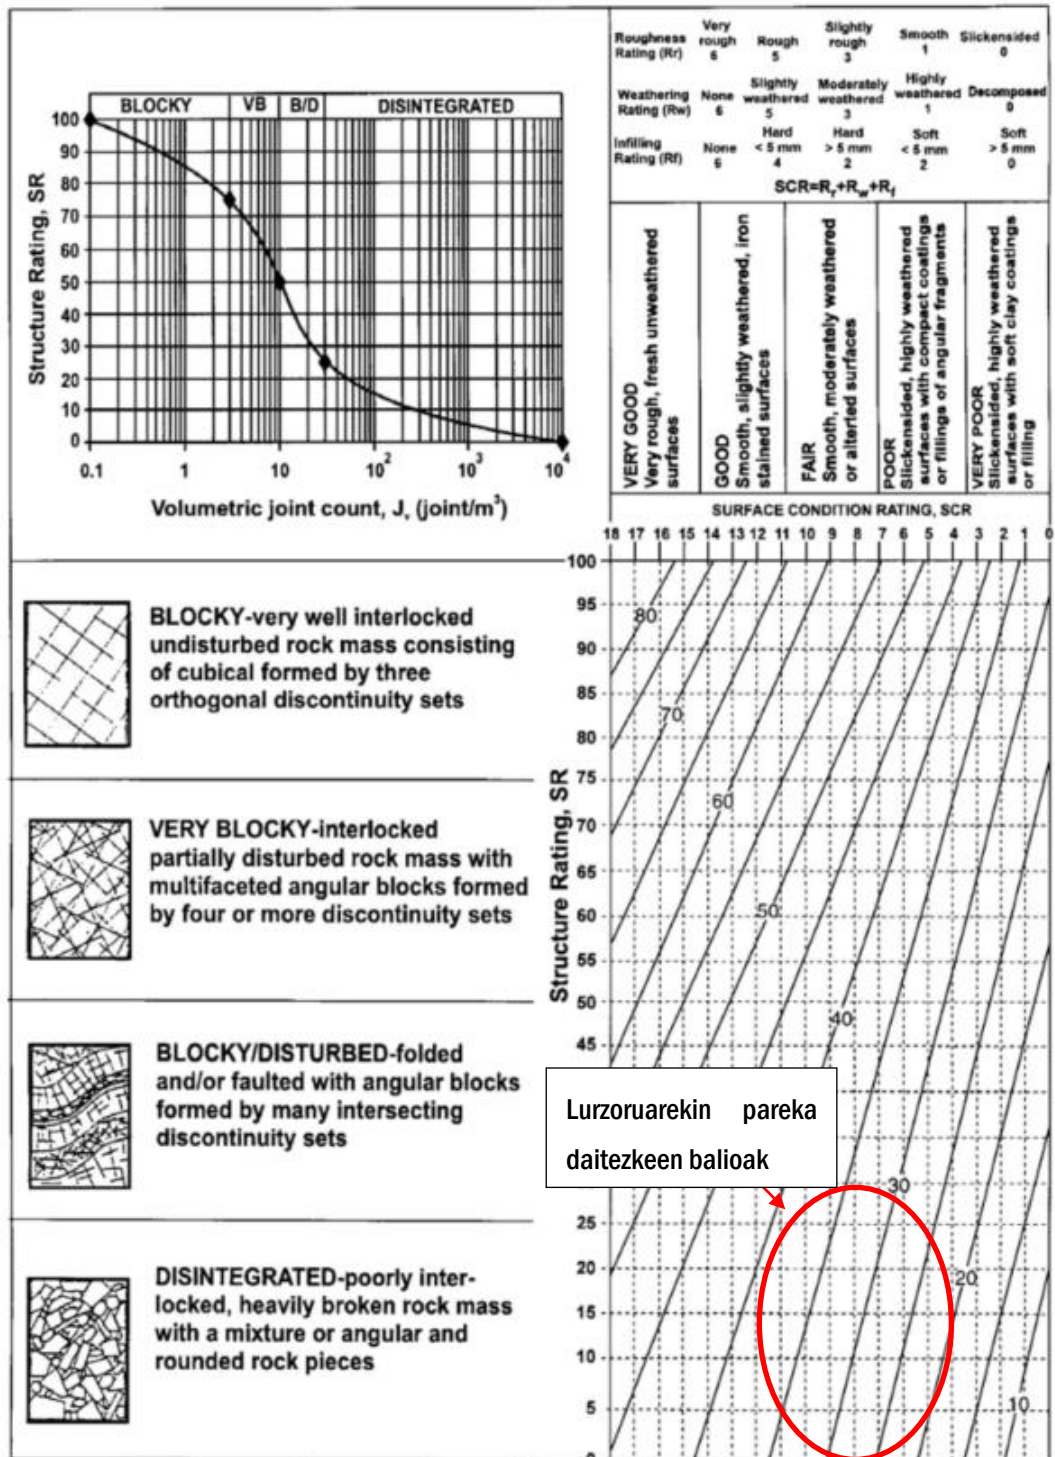 BLOCKY VB B/D DISINTEGRATED
100
90
80
70
60
50
40
30
20
10
0
Structure Rating, SR
0.1 1 10 10² 10³ 10⁴
Volumetric joint count, Jv (joint/m³)
Roughness Rating (Rr)
Very rough 6
Rough 5
Slightly rough 3
Smooth 1
Slickensided 0
Weathering Rating (Rw)
None 6
Slightly weathered 5
Moderately weathered 3
Highly weathered 1
Decomposed 0
Infilling Rating (Rf)
None 6
Hard < 5 mm 4
Hard > 5 mm 2
Soft < 5 mm 2
Soft > 5 mm 0
SCR=Rr+Rw+Rf
VERY GOOD
Very rough, fresh unweathered
surfaces
GOOD
Smooth, slightly weathered, iron
stained surfaces
FAIR
Smooth, moderately weathered
or alterted surfaces
POOR
Slickensided, highly weathered
surfaces with compact coatings
or fillings of angular fragments
VERY POOR
Slickensided, highly weathered
surfaces with soft clay coatings
or filling
SURFACE CONDITION RATING, SCR
18 17 16 15 14 13 12 11 10 9 8 7 6 5 4 3 2 1 0
BLOCKY-very well interlocked
undisturbed rock mass consisting
of cubical formed by three
orthogonal discontinuity sets
VERY BLOCKY-interlocked
partially disturbed rock mass with
multifaceted angular blocks formed
by four or more discontinuity sets
BLOCKY/DISTURBED-folded
and/or faulted with angular blocks
formed by many intersecting
discontinuity sets
DISINTEGRATED-poorly inter-
locked, heavily broken rock mass
with a mixture or angular and
rounded rock pieces
Structure Rating, SR
100
95
90
85
80
75
70
65
60
55
50
45
25
20
15
10
5
80
70
60
50
40
30
20
10
Lurzoruarekin pareka
daitezkeen balioak